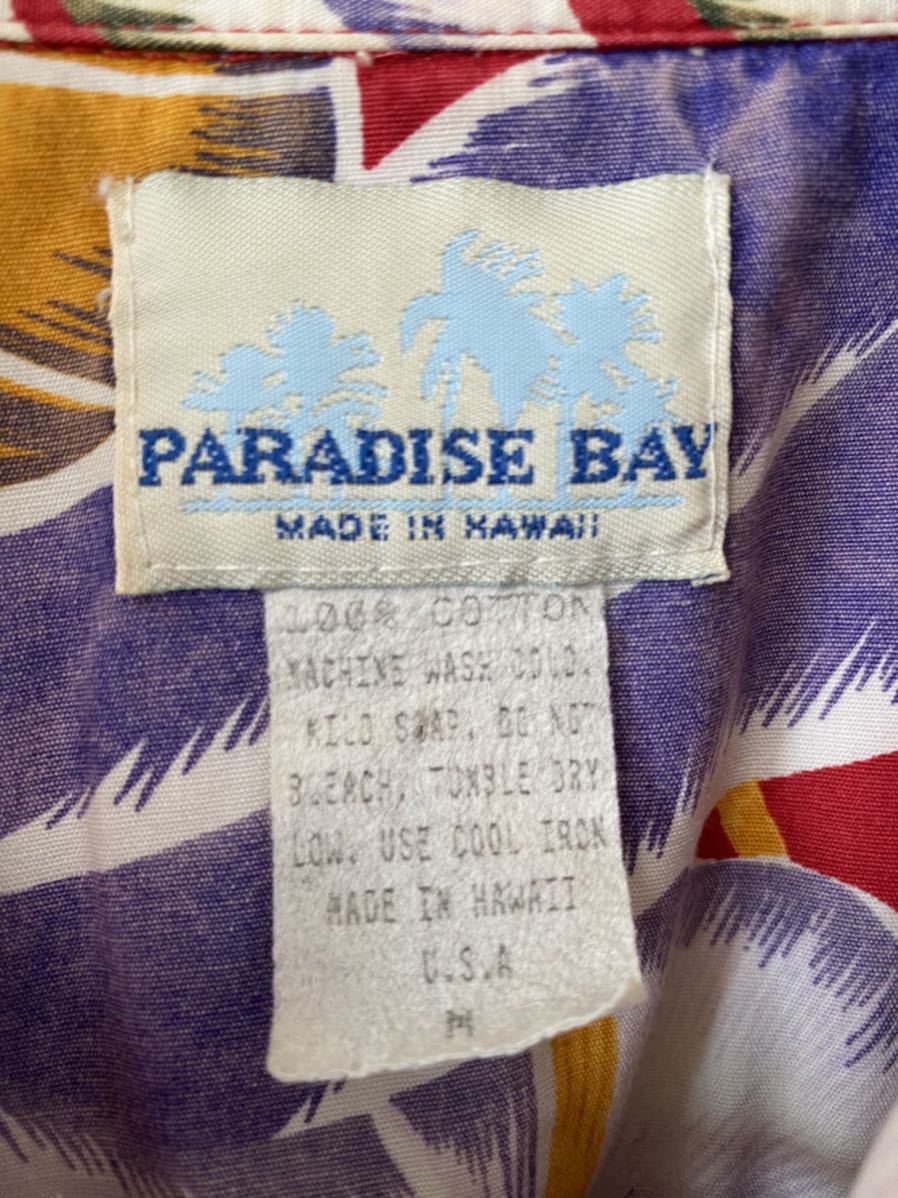 PARADISE BAY
MADE IN HAWAII
100% COTTON
MACHINE WASH COLD.
MILD SOAP. DO NOT
BLEACH, TUMBLE DRY
LOW. USE COOL IRON
MADE IN HAWAII
U.S.A
M